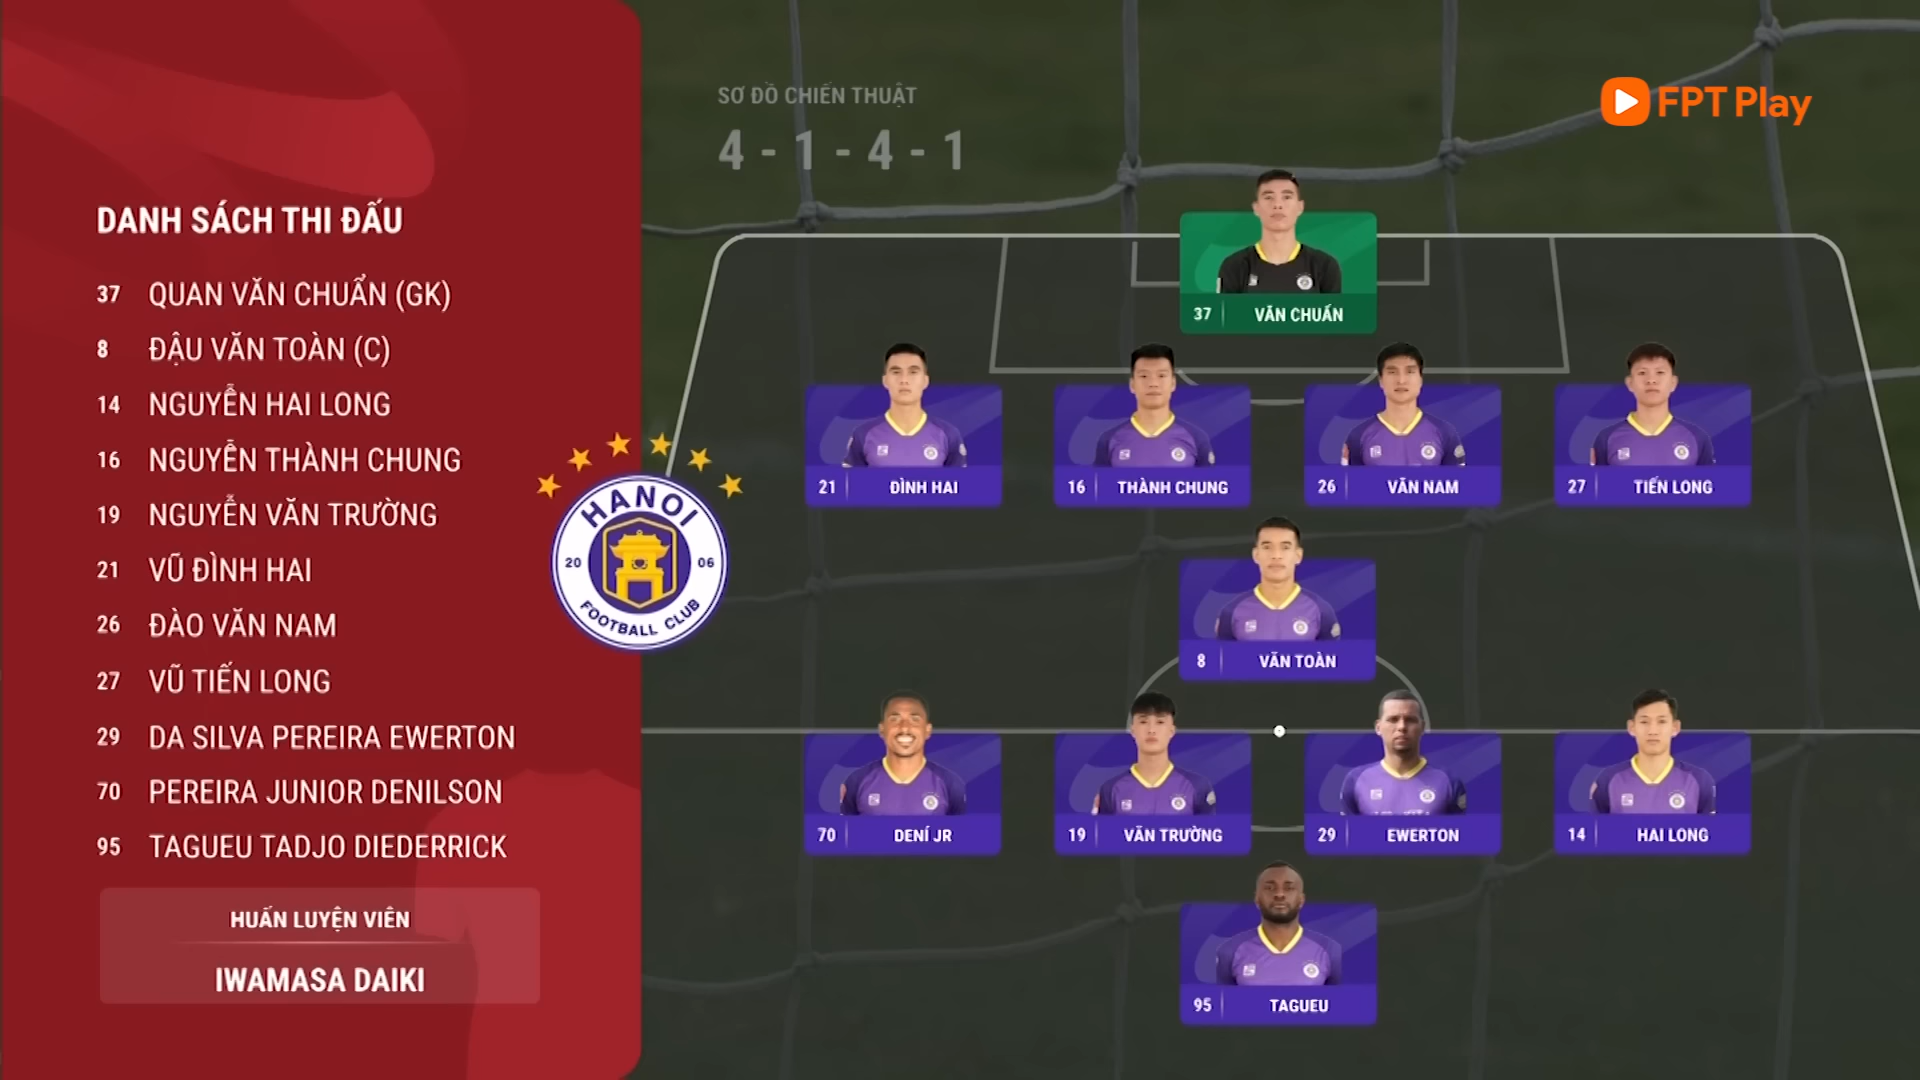 DANH SÁCH THI ĐẤU
37 QUAN VĂN CHUẨN (GK)
8 ĐẬU VĂN TOÀN (C)
14 NGUYỄN HAI LONG
16 NGUYỄN THÀNH CHUNG
19 NGUYỄN VĂN TRƯỜNG
21 VŨ ĐÌNH HAI
26 ĐÀO VĂN NAM
27 VŨ TIẾN LONG
29 DA SILVA PEREIRA EWERTON
70 PEREIRA JUNIOR DENILSON
95 TAGUEU TADJO DIEDERRICK
HUẤN LUYỆN VIÊN
IWAMASA DAIKI
HANOI
20 06
FOOTBALL CLUB
SƠ ĐỒ CHIẾN THUẬT
4 - 1 - 4 - 1
FPT Play
37 VĂN CHUẨN
21 ĐÌNH HAI
16 THÀNH CHUNG
26 VĂN NAM
27 TIẾN LONG
8 VĂN TOÀN
70 DENÍ JR
19 VĂN TRƯỜNG
29 EWERTON
14 HAI LONG
95 TAGUEU